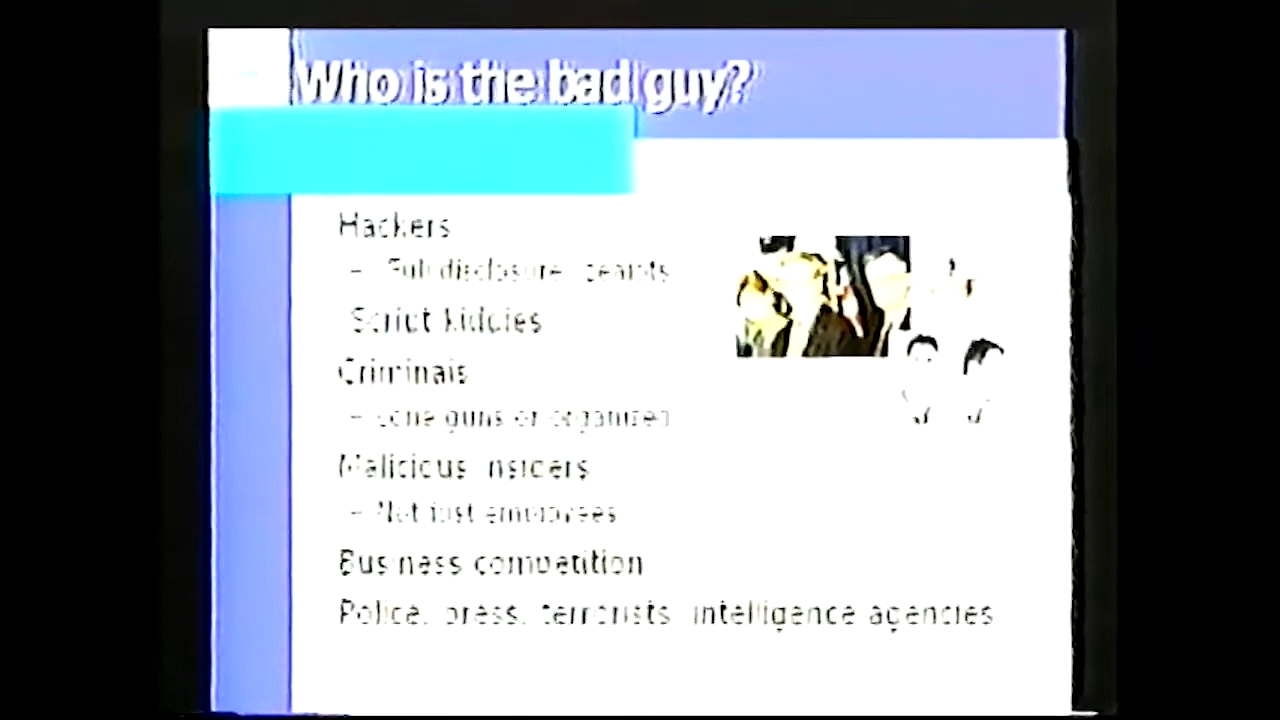 Who is the bad guy?
Hackers
- Full disclosure zealots
Script kiddies
Criminals
- Lone guns or organized
Malicious insiders
- Not just employees
Business competition
Police, press, terrorists, intelligence agencies